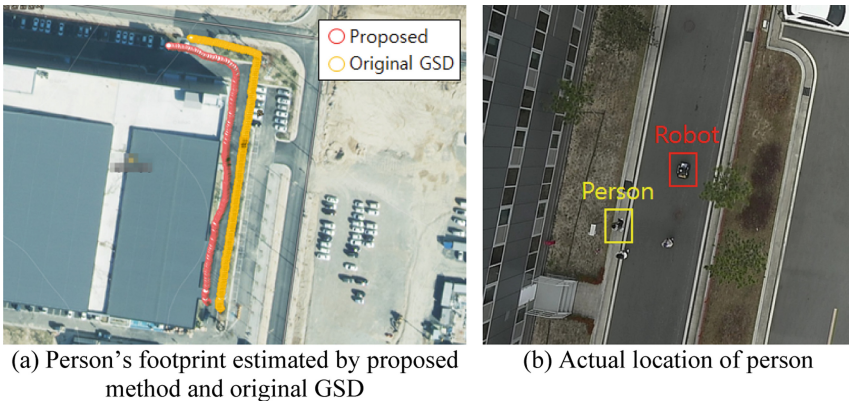 Proposed
Original GSD
Robot
Person
(a) Person's footprint estimated by proposed
method and original GSD
(b) Actual location of person